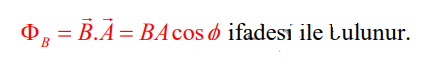 Φ_B = B⃗.A⃗ = BA cos ϕ ifadesi ile bulunur.